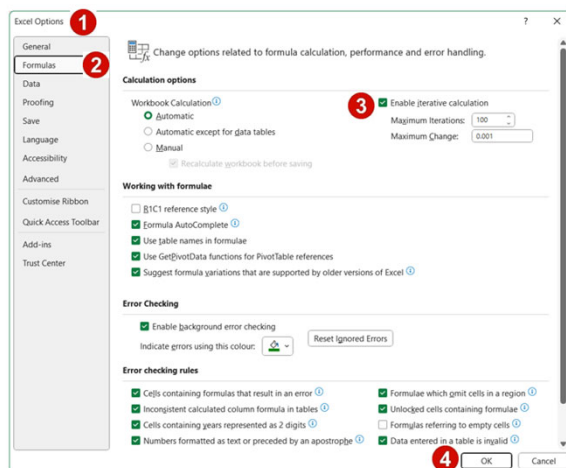 Excel Options
1
?
General
Formulas
2
Data
Proofing
Save
Language
Accessibility
Advanced
Customise Ribbon
Quick Access Toolbar
Add-ins
Trust Center
fx
Change options related to formula calculation, performance and error handling.
Calculation options
Workbook Calculation
Automatic
Automatic except for data tables
Manual
Recalculate workbook before saving
3
Enable iterative calculation
Maximum Iterations: 100
Maximum Change: 0.001
Working with formulae
R1C1 reference style
Formula AutoComplete
Use table names in formulae
Use GetPivotData functions for PivotTable references
Suggest formula variations that are supported by older versions of Excel
Error Checking
Enable background error checking
Indicate errors using this colour:
Reset Ignored Errors
Error checking rules
Cells containing formulas that result in an error
Inconsistent calculated column formula in tables
Cells containing years represented as 2 digits
Numbers formatted as text or preceded by an apostrophe
Formulae which omit cells in a region
Unlocked cells containing formulae
Formulas referring to empty cells
Data entered in a table is invalid
4
OK
Cancel